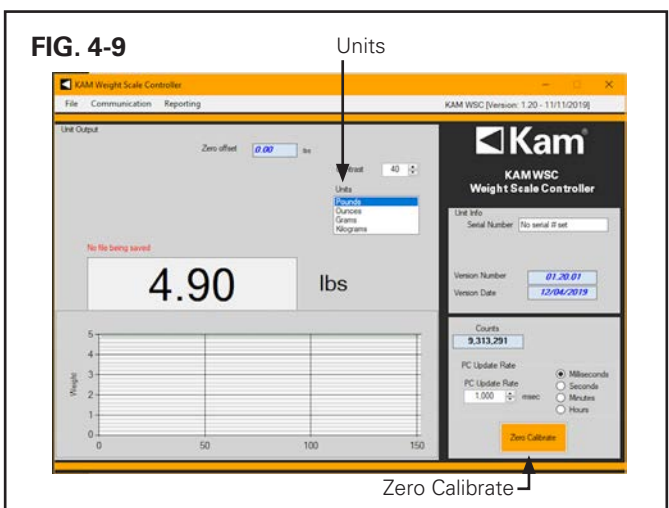 FIG. 4-9
Units
KAM Weight Scale Controller
File Communication Reporting
KAM WSC [Version: 1.20 - 11/11/2019]
Unit Output
Zero offset 0.00 lbs
Contrast 40
Units
Pounds
Ounces
Grams
Kilograms
No file being saved
4.90 lbs
Weight
5
4
3
2
1
0
0 50 100 150
Kam
KAM WSC
Weight Scale Controller
Unit Info
Serial Number No serial # set
Version Number 01.20.01
Version Date 12/04/2019
Counts
9,313,291
PC Update Rate
PC Update Rate
1,000 msec
Milliseconds
Seconds
Minutes
Hours
Zero Calibrate
Zero Calibrate